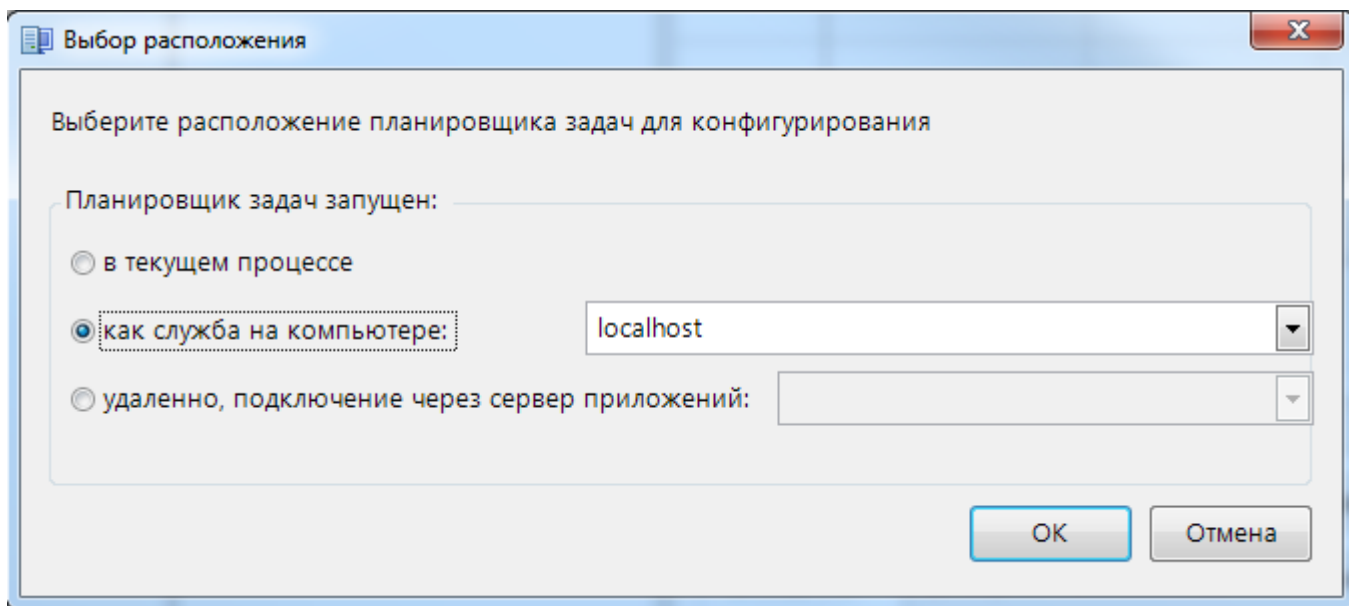 Выбор расположения
Выберите расположение планировщика задач для конфигурирования
Планировщик задач запущен:
в текущем процессе
как служба на компьютере: localhost
удаленно, подключение через сервер приложений:
ОК Отмена